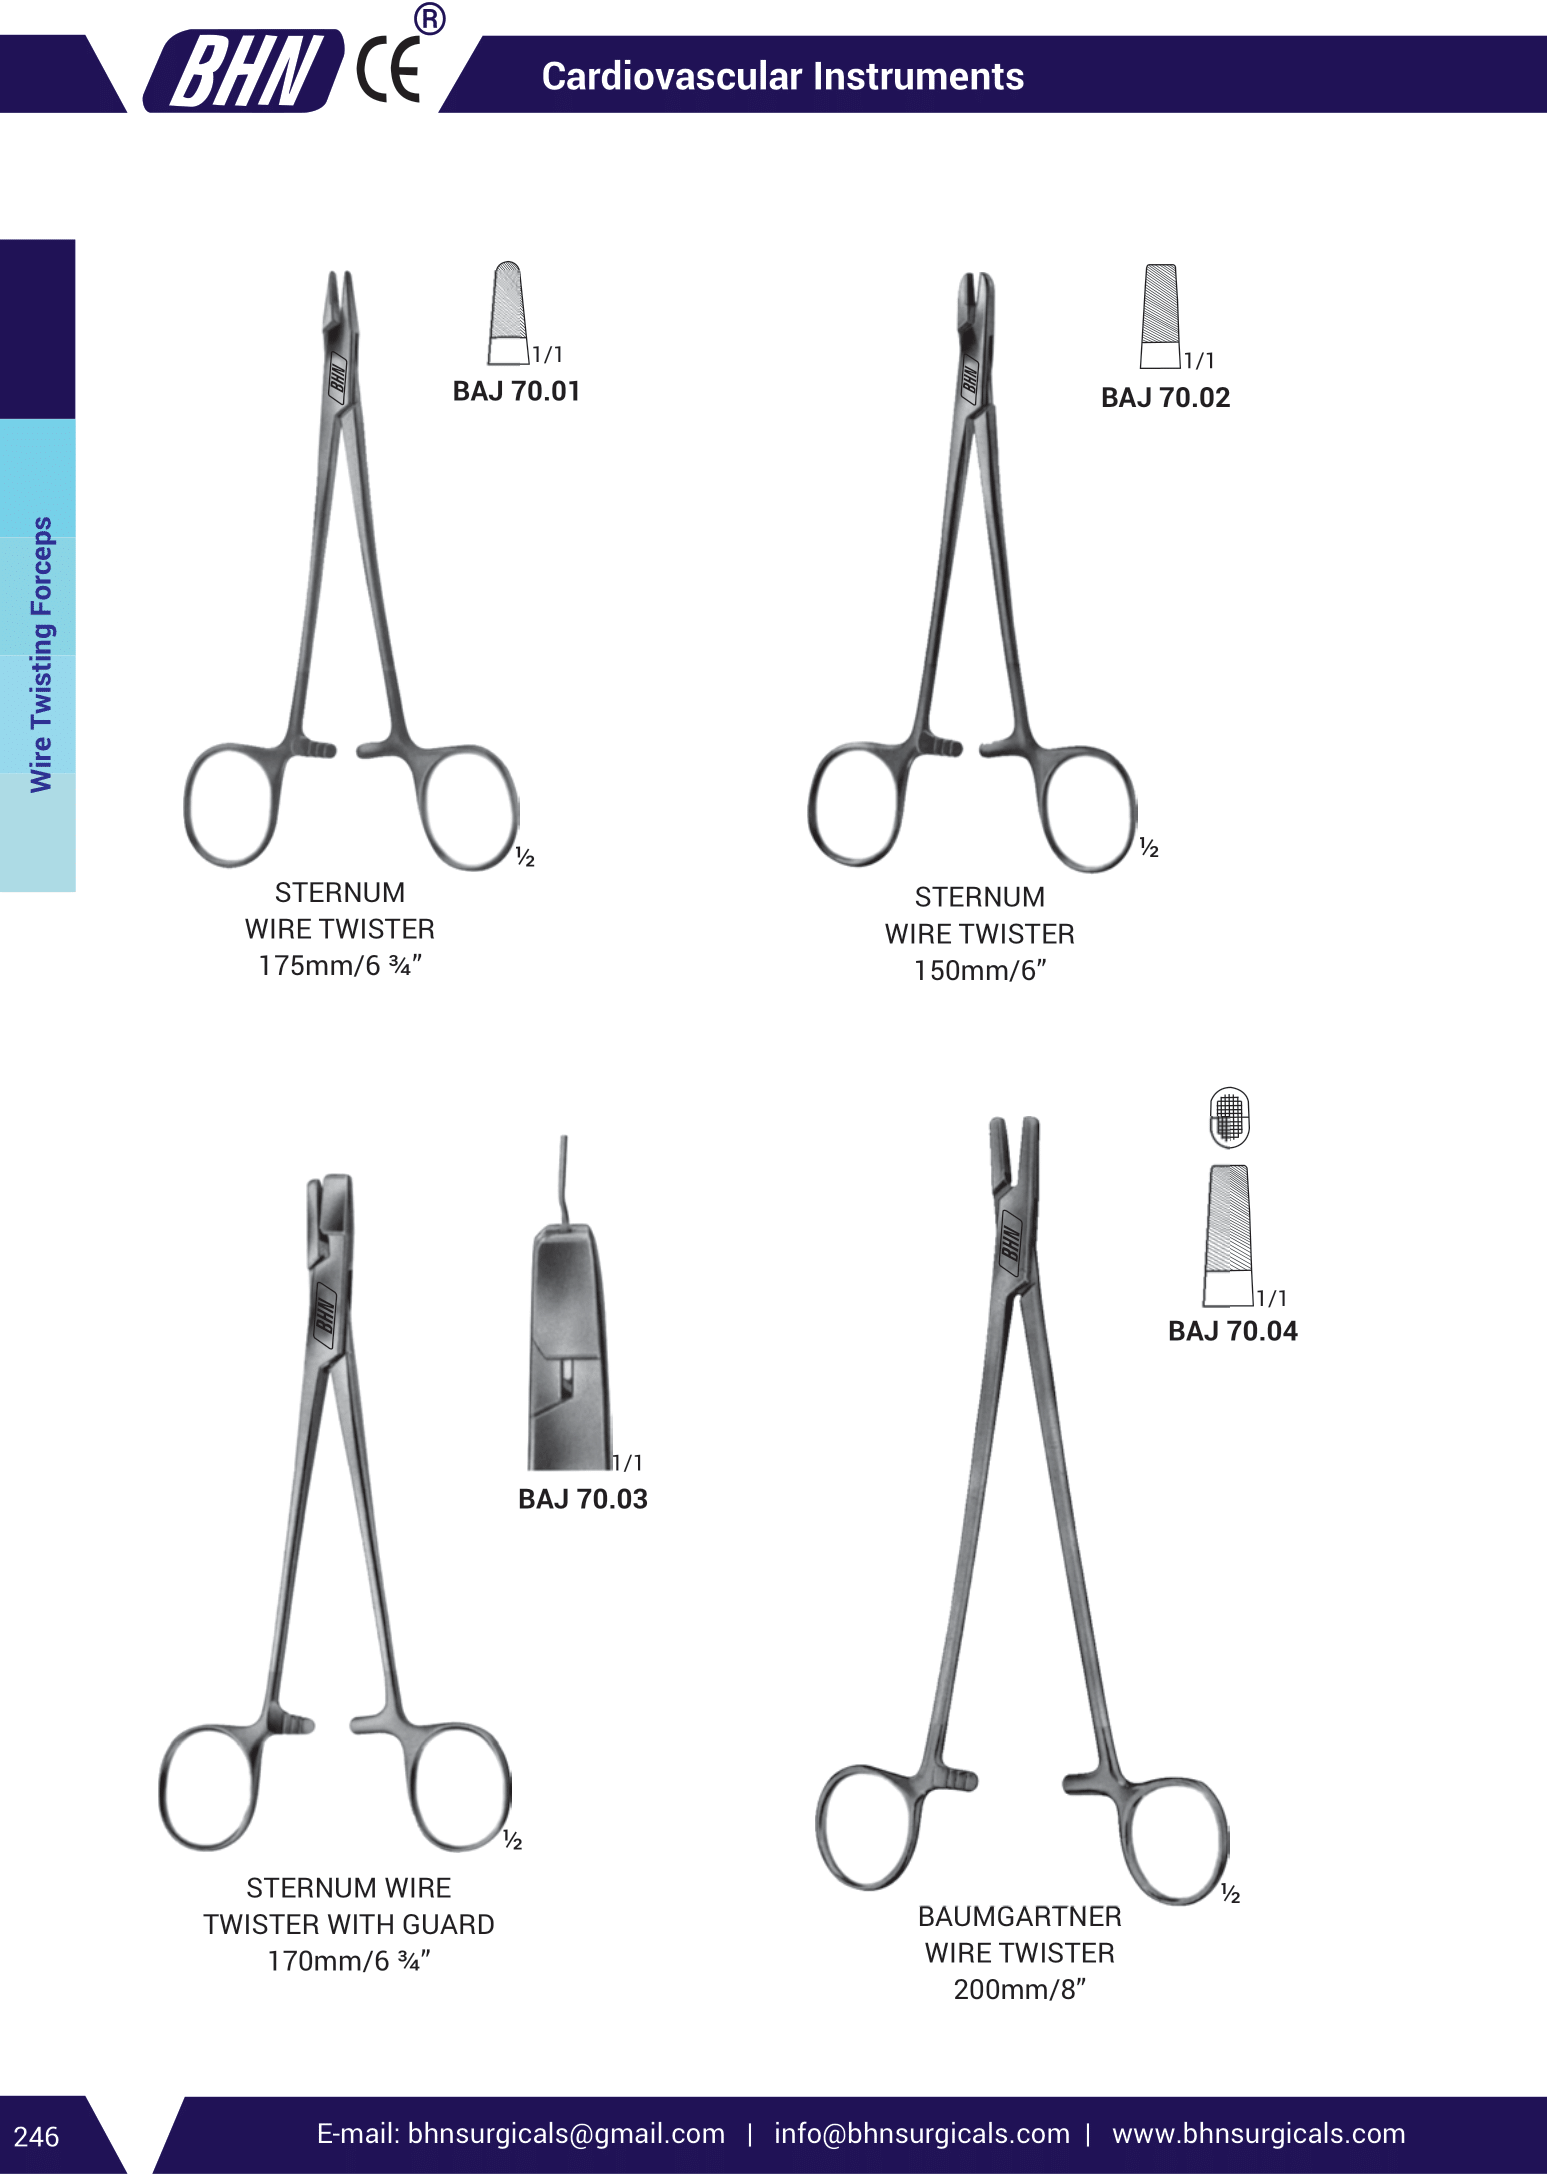 BHN CE ®
Cardiovascular Instruments
Wire Twisting Forceps
BHN
1/1
BAJ 70.01
½
STERNUM
WIRE TWISTER
175mm/6 ¾”
BHN
1/1
BAJ 70.02
½
STERNUM
WIRE TWISTER
150mm/6”
BHN
1/1
BAJ 70.03
½
STERNUM WIRE
TWISTER WITH GUARD
170mm/6 ¾”
BHN
1/1
BAJ 70.04
½
BAUMGARTNER
WIRE TWISTER
200mm/8”
246
E-mail: bhnsurgicals@gmail.com | info@bhnsurgicals.com | www.bhnsurgicals.com